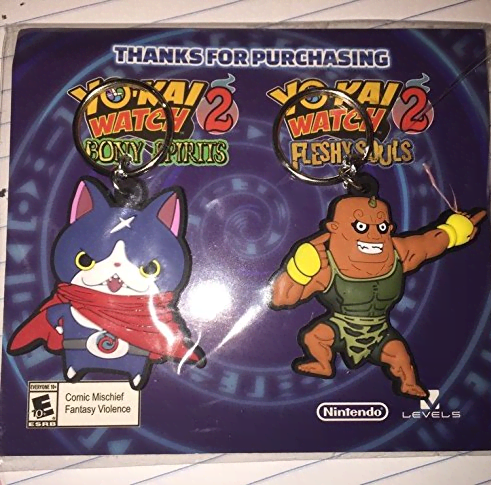 THANKS FOR PURCHASING
YO-KAI WATCH 2
BONY SPIRITS
YO-KAI WATCH 2
FLESHY SOULS
EVERYONE 10+
E 10+
ESRB
Comic Mischief
Fantasy Violence
Nintendo
LEVEL5